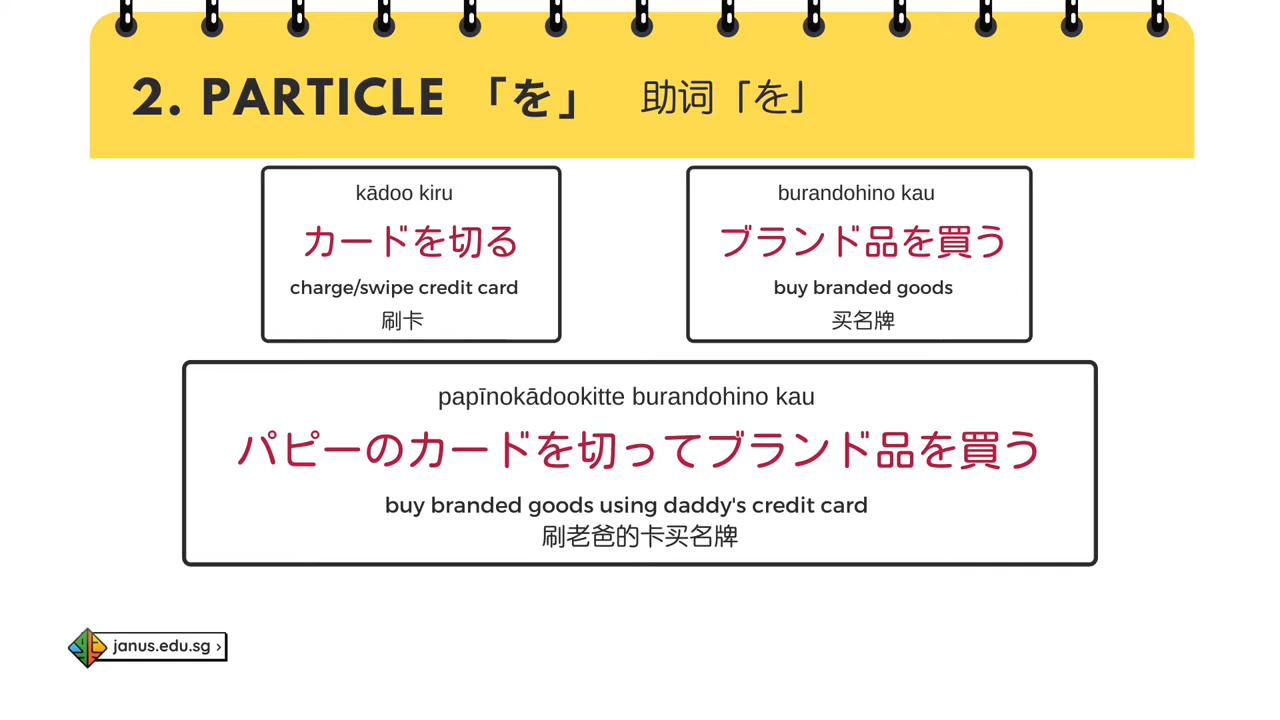 2. PARTICLE 「を」 助词「を」
kādoo kiru
カードを切る
charge/swipe credit card
刷卡
burandohino kau
ブランド品を買う
buy branded goods
买名牌
papīnokādookitte burandohino kau
パピーのカードを切ってブランド品を買う
buy branded goods using daddy's credit card
刷老爸的卡买名牌
janus.edu.sg ›